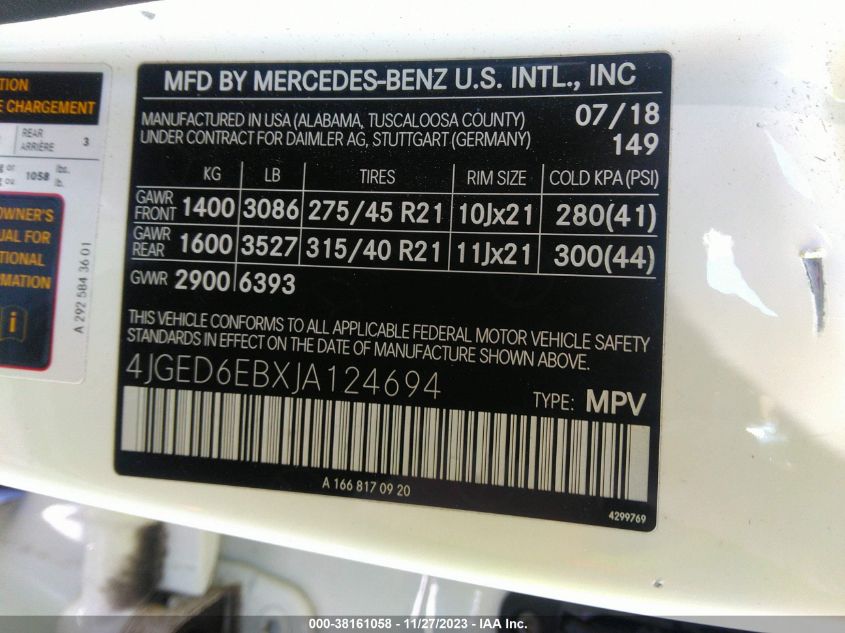 TION
E CHARGEMENT
REAR
ARRIÈRE 3
g or 1058 lbs.
g ou lb.
OWNER'S
UAL FOR
TIONAL
RMATION
i
A 292 584 36 01
MFD BY MERCEDES-BENZ U.S. INTL., INC
MANUFACTURED IN USA (ALABAMA, TUSCALOOSA COUNTY) 07/18
UNDER CONTRACT FOR DAIMLER AG, STUTTGART (GERMANY) 149
KG LB TIRES RIM SIZE COLD KPA (PSI)
GAWR FRONT 1400 3086 275/45 R21 10Jx21 280(41)
GAWR REAR 1600 3527 315/40 R21 11Jx21 300(44)
GVWR 2900 6393
THIS VEHICLE CONFORMS TO ALL APPLICABLE FEDERAL MOTOR VEHICLE SAFETY
STANDARDS IN EFFECT ON THE DATE OF MANUFACTURE SHOWN ABOVE.
4JGED6EBXJA124694
TYPE: MPV
A 166 817 09 20
4299769
000-38161058 - 11/27/2023 - IAA Inc.